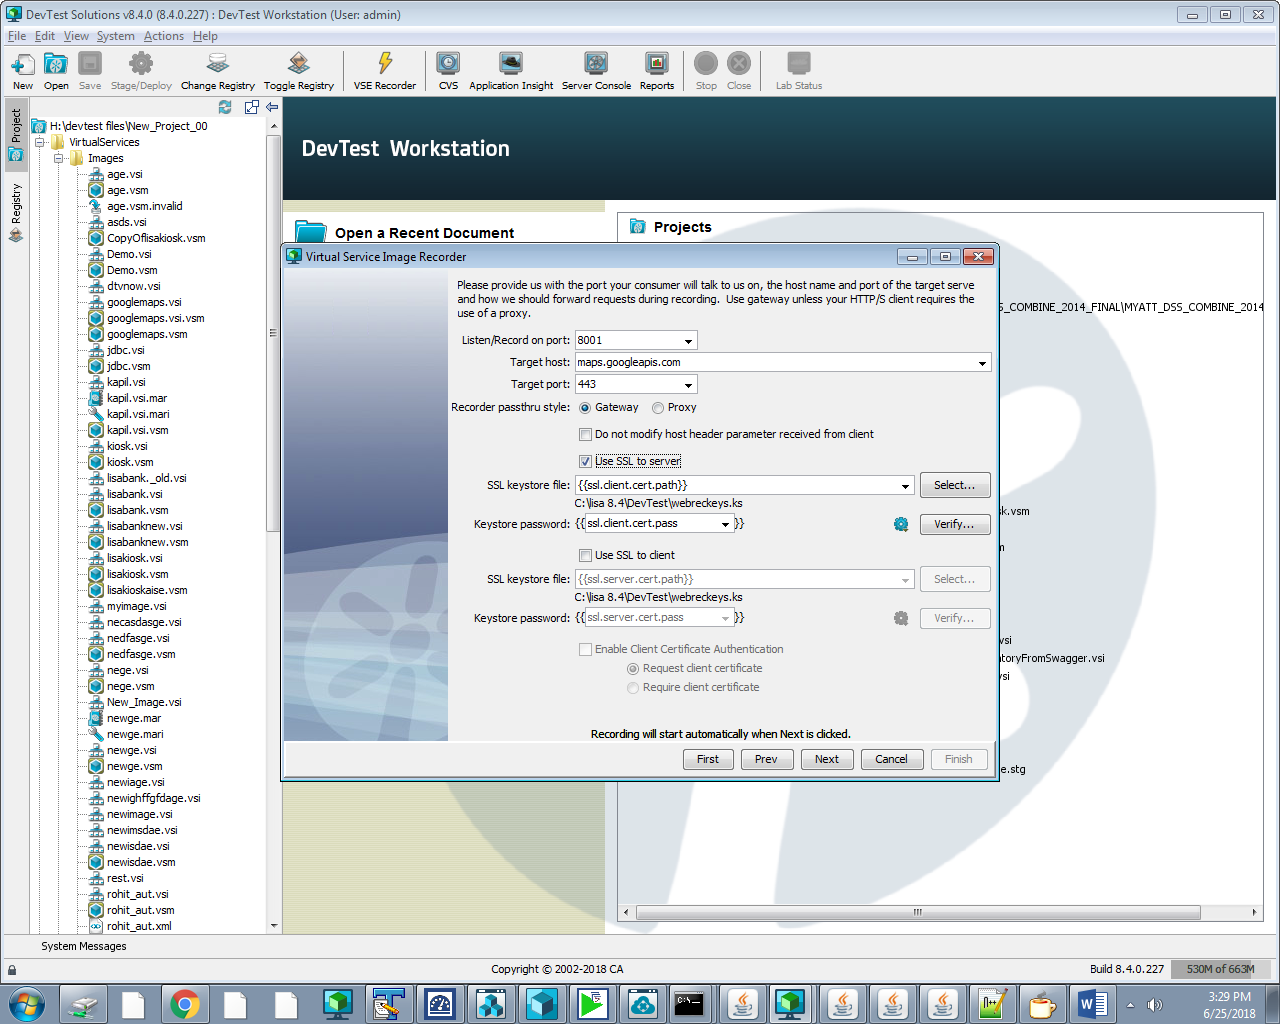 DevTest Solutions v8.4.0 (8.4.0.227) : DevTest Workstation (User: admin)
File Edit View System Actions Help
New Open Save Stage/Deploy Change Registry Toggle Registry VSE Recorder CVS Application Insight Server Console Reports Stop Close Lab Status
Project
Registry
H:\devtest files\New_Project_00
VirtualServices
Images
age.vsi
age.vsm
age.vsm.invalid
asds.vsi
CopyOflisakiosk.vsm
Demo.vsi
Demo.vsm
dtvnow.vsi
googlemaps.vsi
googlemaps.vsi.vsm
googlemaps.vsm
jdbc.vsi
jdbc.vsm
kapil.vsi
kapil.vsi.mar
kapil.vsi.mari
kapil.vsi.vsm
kiosk.vsi
kiosk.vsm
lisabank._old.vsi
lisabank.vsi
lisabank.vsm
lisabanknew.vsi
lisabanknew.vsm
lisakiosk.vsi
lisakiosk.vsm
lisakioskaise.vsm
myimage.vsi
necasdasge.vsi
nedfasge.vsi
nedfasge.vsm
nege.vsi
nege.vsm
New_Image.vsi
newge.mar
newge.mari
newge.vsi
newge.vsm
newiage.vsi
newighffgfdage.vsi
newimage.vsi
newimsdae.vsi
newisdae.vsi
newisdae.vsm
rest.vsi
rohit_aut.vsi
rohit_aut.vsm
rohit_aut.xml
DevTest Workstation
Open a Recent Document
Projects
S_COMBINE_2014_FINAL\MYATT_DSS_COMBINE_2014
sk.vsm
vsi
atoryFromSwagger.vsi
vsi
e.stg
Virtual Service Image Recorder
Please provide us with the port your consumer will talk to us on, the host name and port of the target serve
and how we should forward requests during recording. Use gateway unless your HTTP/S client requires the
use of a proxy.
Listen/Record on port: 8001
Target host: maps.googleapis.com
Target port: 443
Recorder passthru style: Gateway Proxy
Do not modify host header parameter received from client
Use SSL to server
SSL keystore file: {{ssl.client.cert.path}} Select...
C:\lisa 8.4\DevTest\webreckeys.ks
Keystore password: {{ ssl.client.cert.pass }} Verify...
Use SSL to client
SSL keystore file: {{ssl.server.cert.path}} Select...
C:\lisa 8.4\DevTest\webreckeys.ks
Keystore password: {{ ssl.server.cert.pass }} Verify...
Enable Client Certificate Authentication
Request client certificate
Require client certificate
Recording will start automatically when Next is clicked.
First Prev Next Cancel Finish
System Messages
Copyright © 2002-2018 CA
Build 8.4.0.227 530M of 663M
3:29 PM
6/25/2018